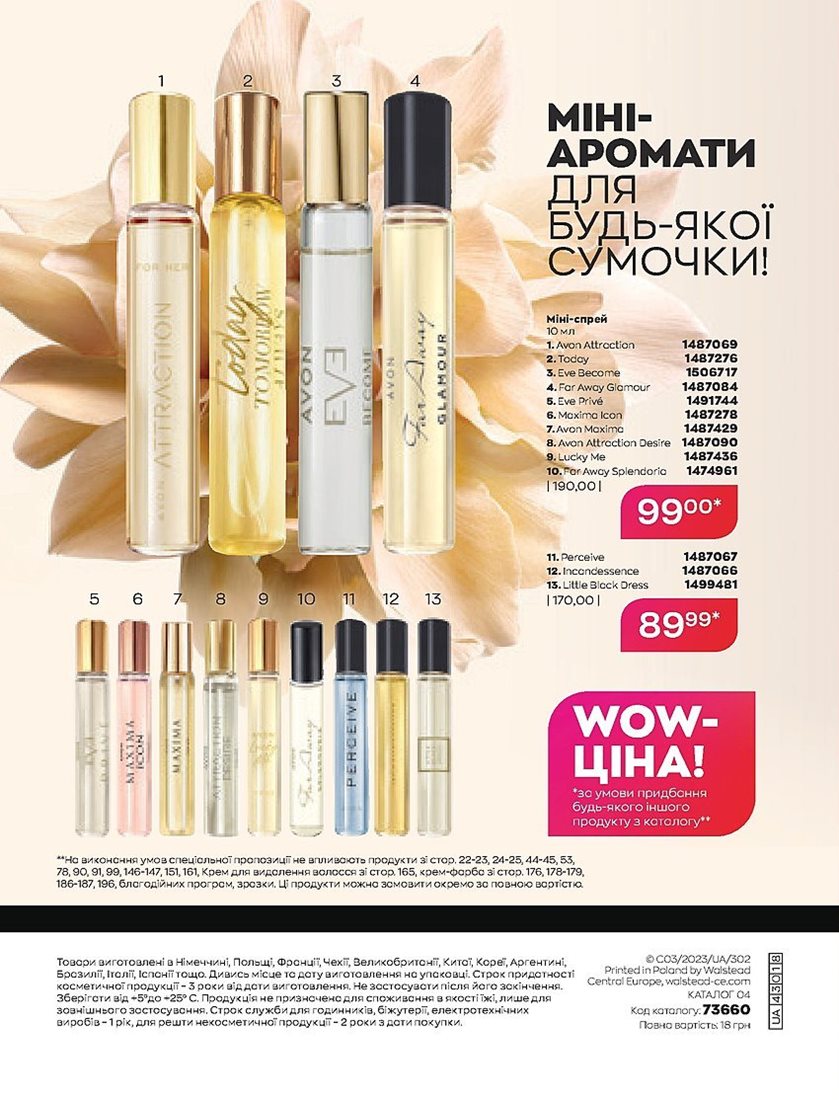 1
2
3
4
МІНІ-
АРОМАТИ
ДЛЯ
БУДЬ-ЯКОЇ
СУМОЧКИ!
FOR HER
AVON ATTRACTION
today
TOMORROW
always
AVON
EVE
BECOME
AVON
Far Away
GLAMOUR
Міні-спрей
10 мл
1. Avon Attraction 1487069
2. Today 1487276
3. Eve Become 1506717
4. Far Away Glamour 1487084
5. Eve Privé 1491744
6. Maxima Icon 1487278
7. Avon Maxima 1487429
8. Avon Attraction Desire 1487090
9. Lucky Me 1487436
10. Far Away Splendoria 1474961
|190,00|
99⁰⁰*
11. Perceive 1487067
12. Incandessence 1487066
13. Little Black Dress 1499481
|170,00|
89⁹⁹*
5
6
7
8
9
10
11
12
13
EVE
PRIVÉ
MAXIMA
ICON
MAXIMA
ATTRACTION
DESIRE
Far Away
PERCEIVE
WOW-
ЦІНА!
*за умови придбання
будь-якого іншого
продукту з каталогу**
**На виконання умов спеціальної пропозиції не впливають продукти зі стор. 22-23, 24-25, 44-45, 53,
78, 90, 91, 99, 146-147, 151, 161, Крем для видалення волосся зі стор. 165, крем-фарба зі стор. 176, 178-179,
186-187, 196, благодійних програм, зразки. Ці продукти можна замовити окремо за повною вартістю.
Товари виготовлені в Німеччині, Польщі, Франції, Чехії, Великобританії, Китаї, Кореї, Аргентині,
Бразилії, Італії, Іспанії тощо. Дивись місце та дату виготовлення на упаковці. Строк придатності
косметичної продукції – 3 роки від дати виготовлення. Не застосувати після його закінчення.
Зберігати від +5°до +25° С. Продукція не призначена для споживання в якості їжі, лише для
зовнішнього застосування. Строк служби для годинників, біжутерії, електротехнічних
виробів – 1 рік, для решти некосметичної продукції – 2 роки з дати покупки.
© C03/2023/UA/302
Printed in Poland by Walstead
Central Europe, walstead-ce.com
КАТАЛОГ 04
Код каталогу: 73660
Повна вартість: 18 грн
UA 43018